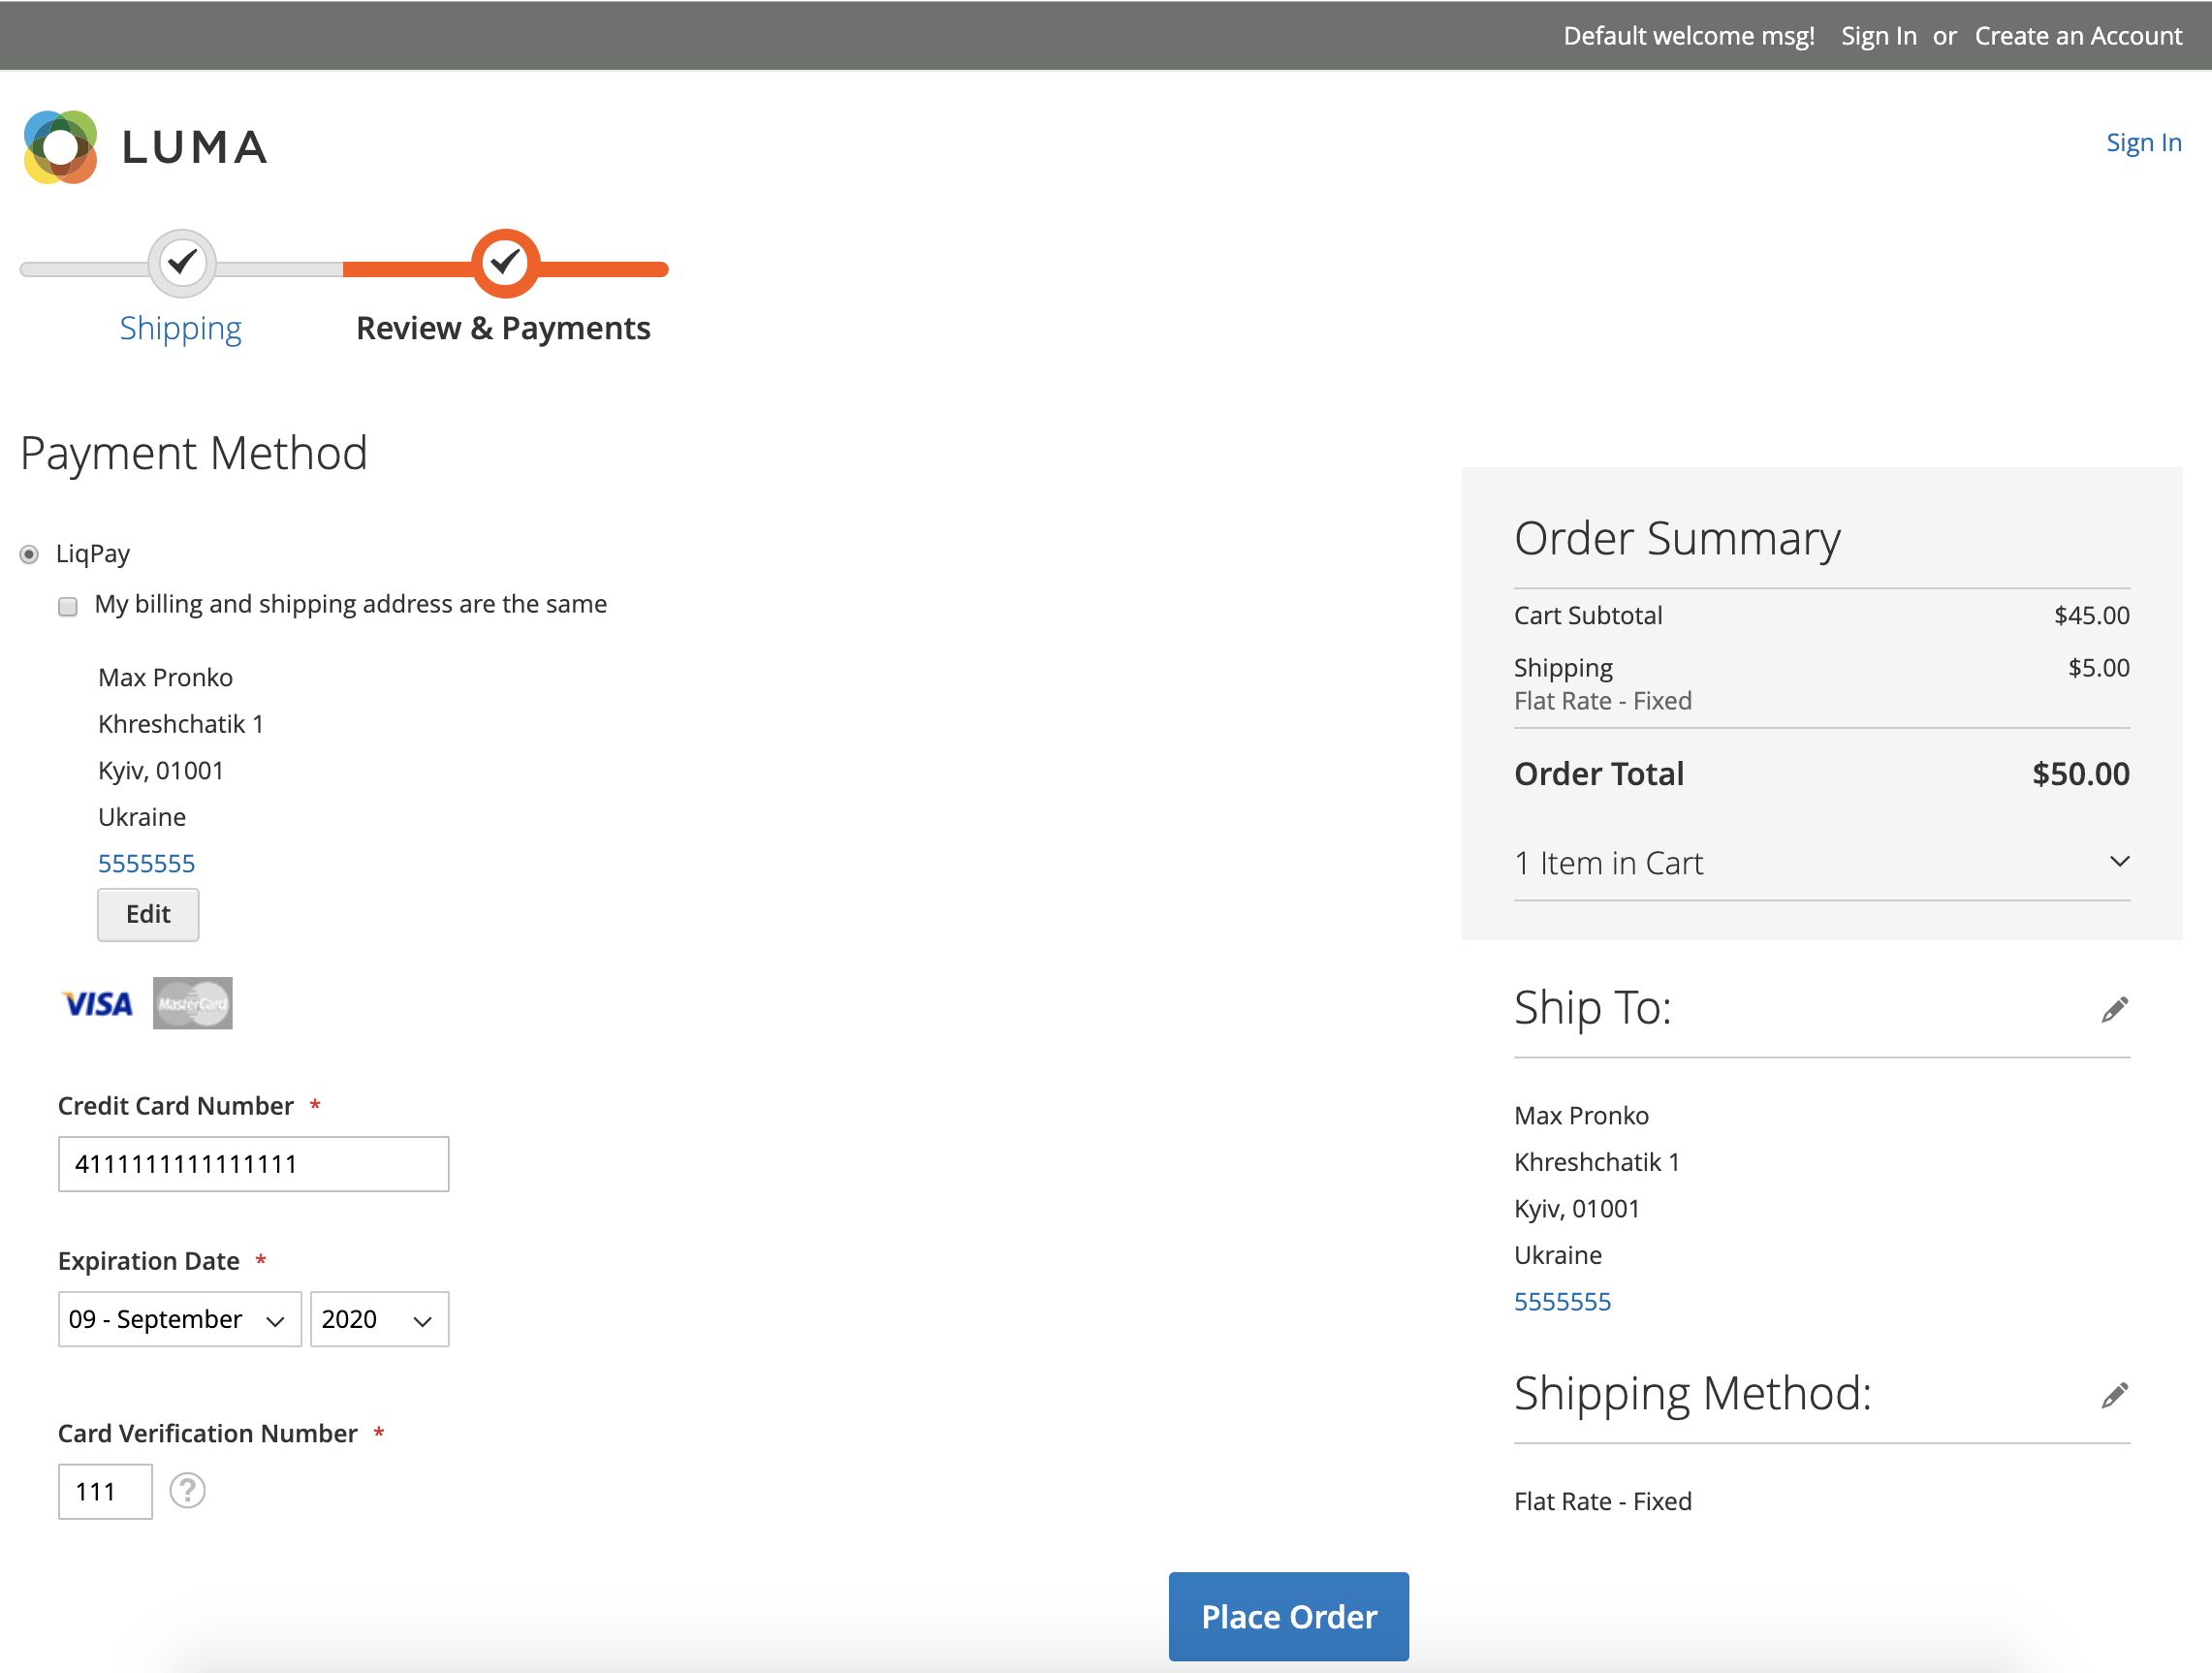 Default welcome msg! Sign In or Create an Account
LUMA
Sign In
Shipping
Review & Payments
Payment Method
LiqPay
My billing and shipping address are the same
Max Pronko
Khreshchatik 1
Kyiv, 01001
Ukraine
5555555
Edit
VISA MasterCard
Credit Card Number *
4111111111111111
Expiration Date *
09 - September 2020
Card Verification Number *
111 ?
Place Order
Order Summary
Cart Subtotal $45.00
Shipping $5.00
Flat Rate - Fixed
Order Total $50.00
1 Item in Cart
Ship To:
Max Pronko
Khreshchatik 1
Kyiv, 01001
Ukraine
5555555
Shipping Method:
Flat Rate - Fixed